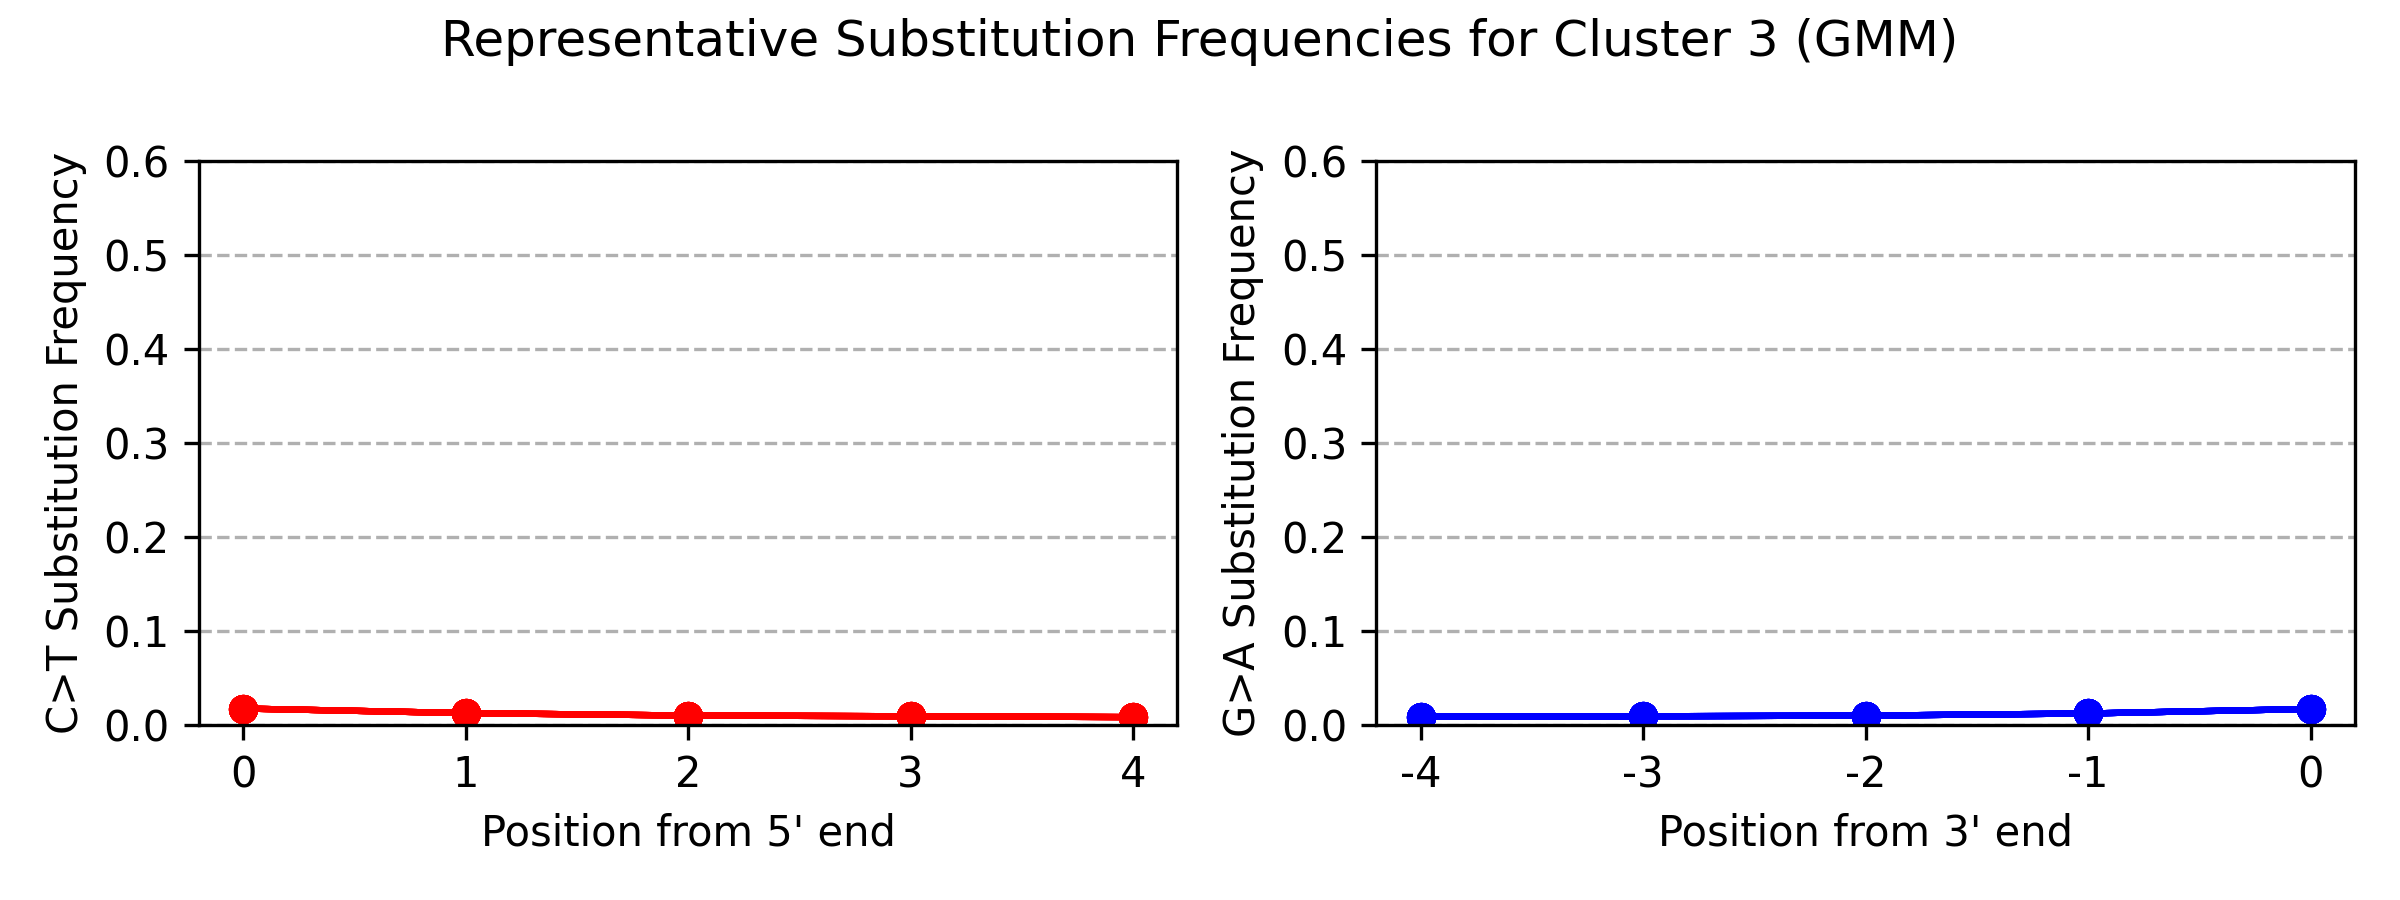 Representative Substitution Frequencies for Cluster 3 (GMM)
C>T Substitution Frequency
0.6
0.5
0.4
0.3
0.2
0.1
0.0
0 1 2 3 4
Position from 5' end
G>A Substitution Frequency
0.6
0.5
0.4
0.3
0.2
0.1
0.0
-4 -3 -2 -1 0
Position from 3' end